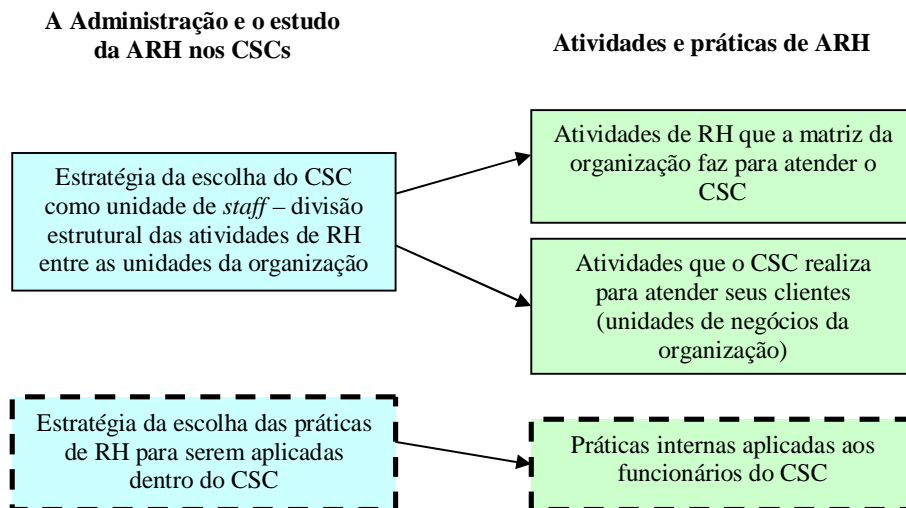 A Administração e o estudo
da ARH nos CSCs
Atividades e práticas de ARH
Estratégia da escolha do CSC
como unidade de staff – divisão
estrutural das atividades de RH
entre as unidades da organização
Atividades de RH que a matriz da
organização faz para atender o
CSC
Atividades que o CSC realiza
para atender seus clientes
(unidades de negócios da
organização)
Estratégia da escolha das práticas
de RH para serem aplicadas
dentro do CSC
Práticas internas aplicadas aos
funcionários do CSC